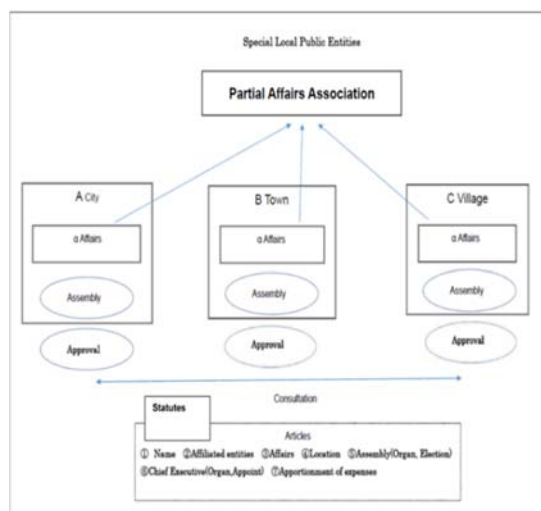 Special Local Public Entities
Partial Affairs Association
A City
B Town
C Village
α Affairs
α Affairs
α Affairs
Assembly
Assembly
Assembly
Approval
Approval
Approval
Consultation
Statutes
Articles
① Name ②Affiliated entities ③Affairs ④Location ⑤Assembly(Organ, Election)
⑥Chief Executive(Organ,Appoint) ⑦Apportionment of expenses